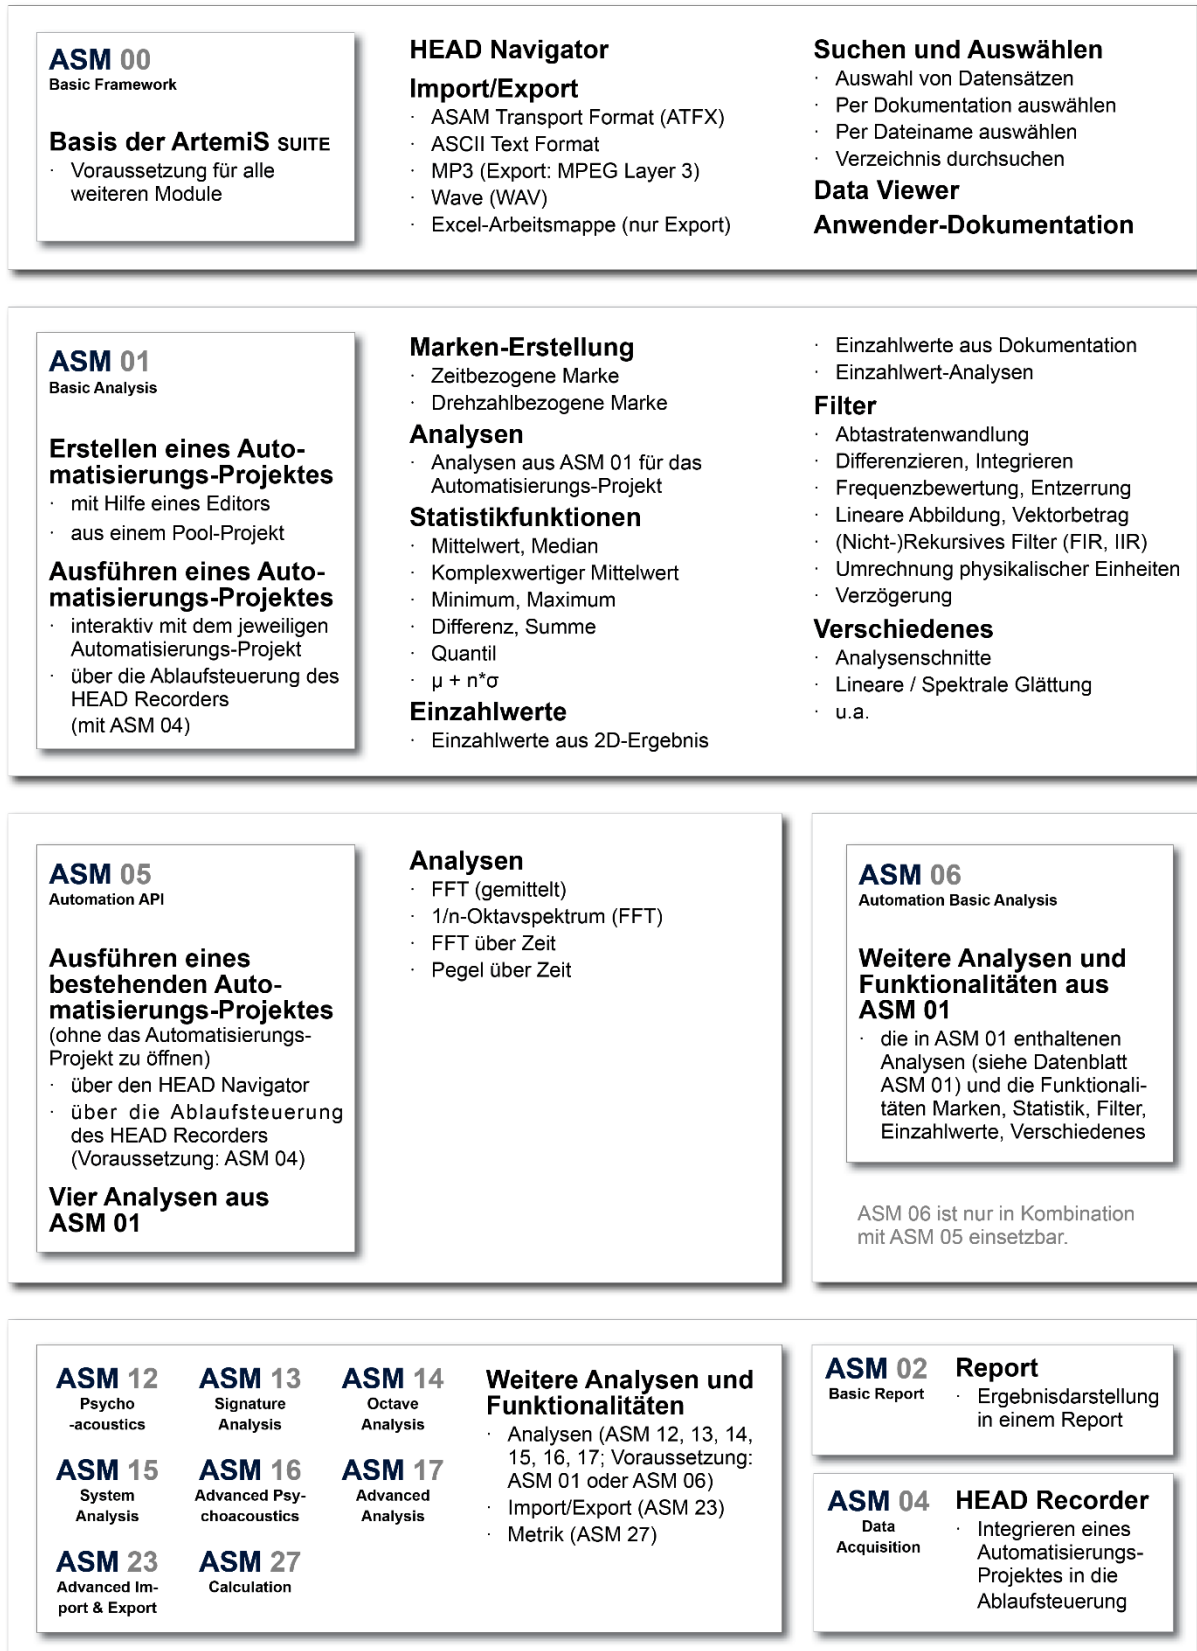 ASM 00
Basic Framework
Basis der ArtemiS SUITE
· Voraussetzung für alle
weiteren Module
HEAD Navigator
Import/Export
· ASAM Transport Format (ATFX)
· ASCII Text Format
· MP3 (Export: MPEG Layer 3)
· Wave (WAV)
· Excel-Arbeitsmappe (nur Export)
Suchen und Auswählen
· Auswahl von Datensätzen
· Per Dokumentation auswählen
· Per Dateiname auswählen
· Verzeichnis durchsuchen
Data Viewer
Anwender-Dokumentation
ASM 01
Basic Analysis
Erstellen eines Auto-
matisierungs-Projektes
· mit Hilfe eines Editors
· aus einem Pool-Projekt
Ausführen eines Auto-
matisierungs-Projektes
· interaktiv mit dem jeweiligen
Automatisierungs-Projekt
· über die Ablaufsteuerung des
HEAD Recorders
(mit ASM 04)
Marken-Erstellung
· Zeitbezogene Marke
· Drehzahlbezogene Marke
Analysen
· Analysen aus ASM 01 für das
Automatisierungs-Projekt
Statistikfunktionen
· Mittelwert, Median
· Komplexwertiger Mittelwert
· Minimum, Maximum
· Differenz, Summe
· Quantil
· µ + n*σ
Einzahlwerte
· Einzahlwerte aus 2D-Ergebnis
· Einzahlwerte aus Dokumentation
· Einzahlwert-Analysen
Filter
· Abtastratenwandlung
· Differenzieren, Integrieren
· Frequenzbewertung, Entzerrung
· Lineare Abbildung, Vektorbetrag
· (Nicht-)Rekursives Filter (FIR, IIR)
· Umrechnung physikalischer Einheiten
· Verzögerung
Verschiedenes
· Analysenschnitte
· Lineare / Spektrale Glättung
· u.a.
ASM 05
Automation API
Ausführen eines
bestehenden Auto-
matisierungs-Projektes
(ohne das Automatisierungs-
Projekt zu öffnen)
· über den HEAD Navigator
· über die Ablaufsteuerung
des HEAD Recorders
(Voraussetzung: ASM 04)
Vier Analysen aus
ASM 01
Analysen
· FFT (gemittelt)
· 1/n-Oktavspektrum (FFT)
· FFT über Zeit
· Pegel über Zeit
ASM 06
Automation Basic Analysis
Weitere Analysen und
Funktionalitäten aus
ASM 01
· die in ASM 01 enthaltenen
Analysen (siehe Datenblatt
ASM 01) und die Funktionali-
täten Marken, Statistik, Filter,
Einzahlwerte, Verschiedenes
ASM 06 ist nur in Kombination
mit ASM 05 einsetzbar.
ASM 12
Psycho
-acoustics
ASM 13
Signature
Analysis
ASM 14
Octave
Analysis
ASM 15
System
Analysis
ASM 16
Advanced Psy-
choacoustics
ASM 17
Advanced
Analysis
ASM 23
Advanced Im-
port & Export
ASM 27
Calculation
Weitere Analysen und
Funktionalitäten
· Analysen (ASM 12, 13, 14,
15, 16, 17; Voraussetzung:
ASM 01 oder ASM 06)
· Import/Export (ASM 23)
· Metrik (ASM 27)
ASM 02
Basic Report
Report
· Ergebnisdarstellung
in einem Report
ASM 04
Data
Acquisition
HEAD Recorder
· Integrieren eines
Automatisierungs-
Projektes in die
Ablaufsteuerung